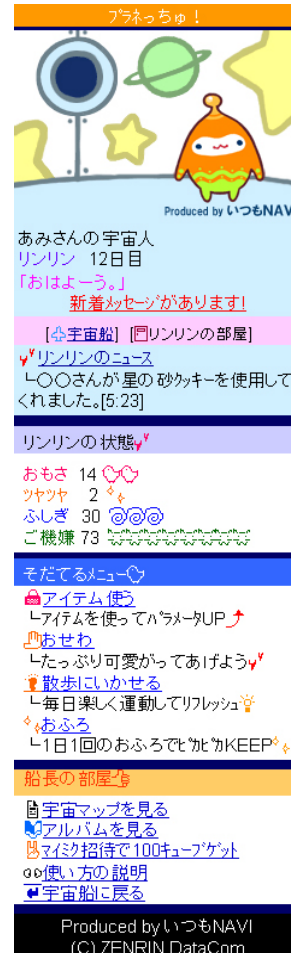 プラネっちゅ！
Produced by いつもNAVI
あみさんの宇宙人
リンリン 12日目
「おはよーう。」
新着ﾒｯｾｰｼﾞがあります!
[宇宙船] [リンリンの部屋]
リンリンのニュース
└○○さんが星の砂ｸｯｷｰを使用して
くれました。[5:23]
リンリンの状態
おもさ 14
ツヤツヤ 2
ふしぎ 30
ご機嫌 73
そだてるﾒﾆｭｰ
アイテム使う
└ｱｲﾃﾑを使ってﾊﾟﾗﾒｰﾀUP
おせわ
└たっぷり可愛がってあげよう
散歩にいかせる
└毎日楽しく運動してﾘﾌﾚｯｼｭ
おふろ
└1日1回のおふろでﾋﾟｶﾋﾟｶKEEP
船長の部屋
宇宙マップを見る
アルバムを見る
ﾏｲﾐｸ招待で100ｷｭｰﾌﾞｹﾞｯﾄ
使い方の説明
宇宙船に戻る
Produced by いつもNAVI
(C) ZENRIN DataCom